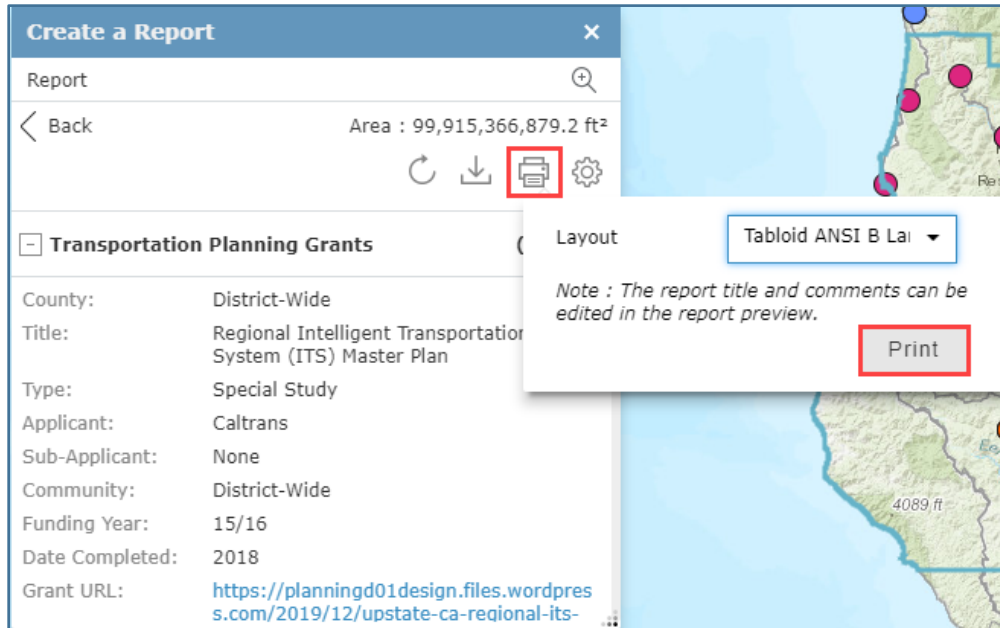 Create a Report
Report
Back
Area : 99,915,366,879.2 ft²
Transportation Planning Grants
(
Layout
Tabloid ANSI B
Note : The report title and comments can be
edited in the report preview.
Print
County: District-Wide
Title: Regional Intelligent Transportation
System (ITS) Master Plan
Type: Special Study
Applicant: Caltrans
Sub-Applicant: None
Community: District-Wide
Funding Year: 15/16
Date Completed: 2018
Grant URL: https://planningd01design.files.wordpres
s.com/2019/12/upstate-ca-regional-its-
4089 ft